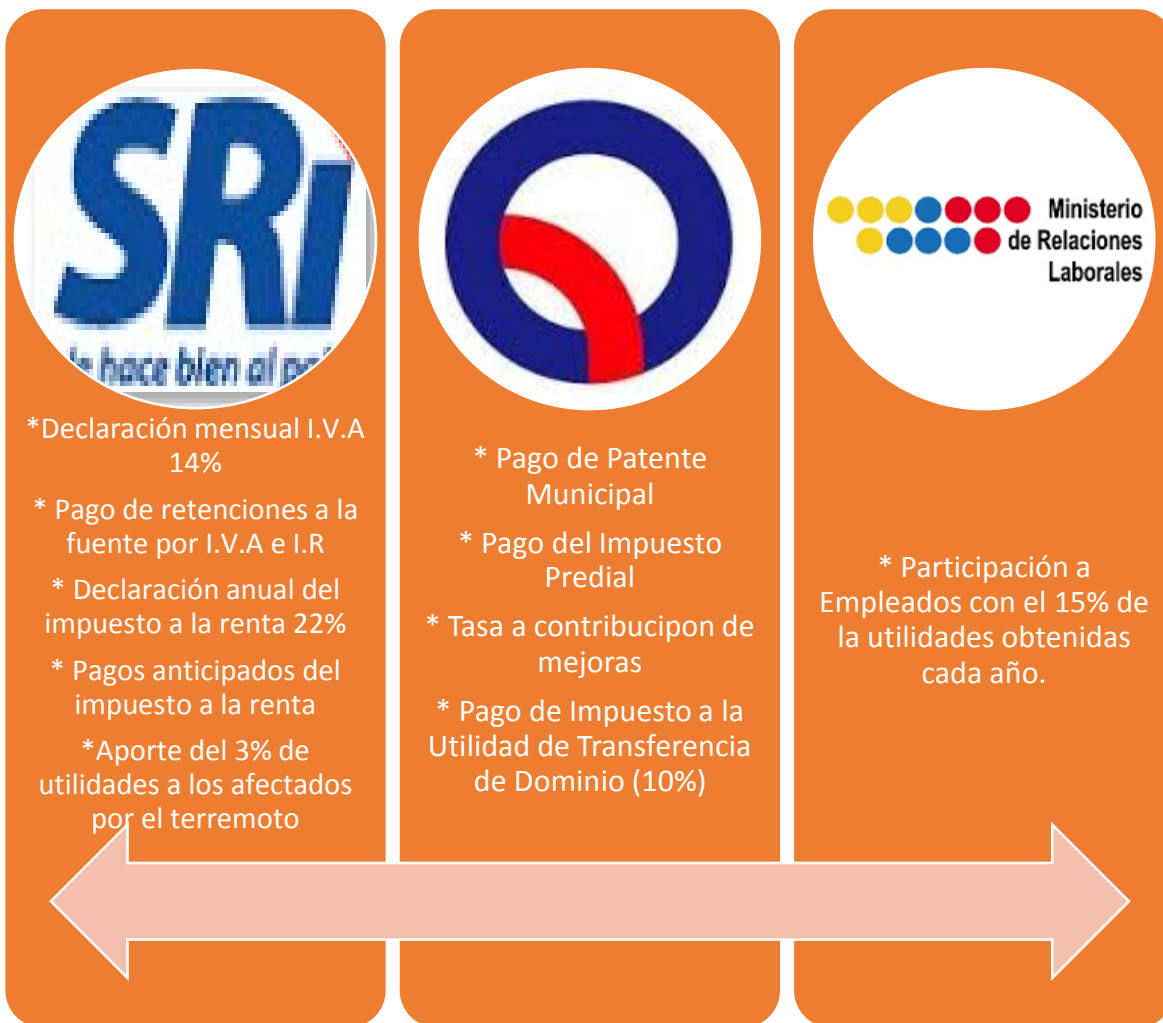 SRi
le hace bien al paí
*Declaración mensual I.V.A
14%
* Pago de retenciones a la
fuente por I.V.A e I.R
* Declaración anual del
impuesto a la renta 22%
* Pagos anticipados del
impuesto a la renta
*Aporte del 3% de
utilidades a los afectados
por el terremoto
* Pago de Patente
Municipal
* Pago del Impuesto
Predial
* Tasa a contribucipon de
mejoras
* Pago de Impuesto a la
Utilidad de Transferencia
de Dominio (10%)
Ministerio
de Relaciones
Laborales
* Participación a
Empleados con el 15% de
la utilidades obtenidas
cada año.